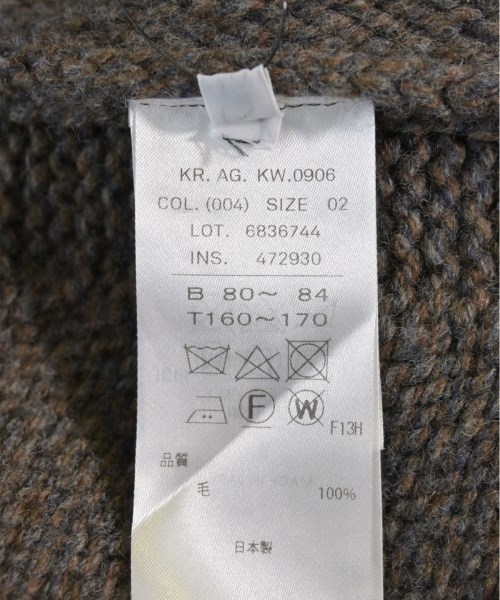 KR. AG. KW.0906
COL. (004) SIZE 02
LOT. 6836744
INS. 472930
B 80～ 84
T160～170
F W F13H
品質
毛 100%
日本製